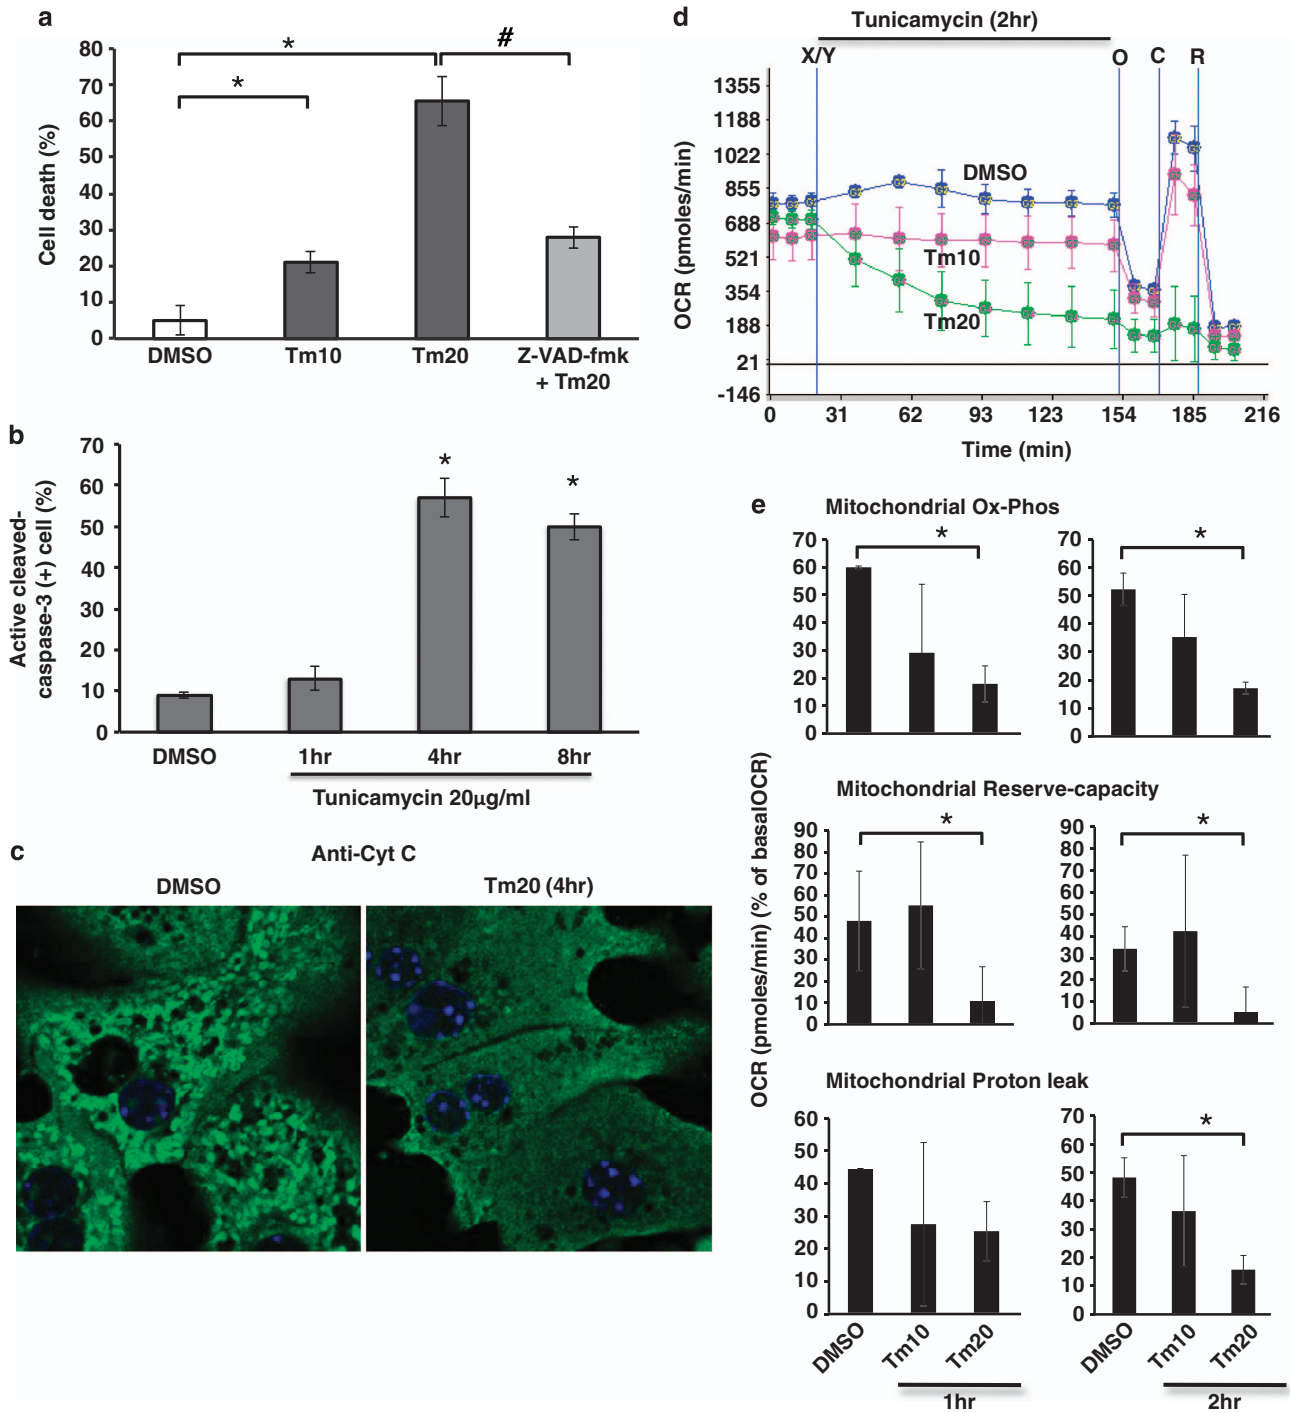 a
Cell death (%)
80
70
60
50
40
30
20
10
0
*
*
#
DMSO
Tm10
Tm20
Z-VAD-fmk
+ Tm20
b
Active cleaved-
caspase-3 (+) cell (%)
70
60
50
40
30
20
10
0
*
*
DMSO
1hr
4hr
8hr
Tunicamycin 20µg/ml
c
Anti-Cyt C
DMSO
Tm20 (4hr)
d
Tunicamycin (2hr)
X/Y
O
C
R
OCR (pmoles/min)
1355
1188
1022
855
688
521
354
188
21
-146
DMSO
Tm10
Tm20
0
31
62
93
123
154
185
216
Time (min)
e
OCR (pmoles/min) (% of basalOCR)
Mitochondrial Ox-Phos
70
60
50
40
30
20
10
0
*
70
60
50
40
30
20
10
0
*
Mitochondrial Reserve-capacity
90
80
70
60
50
40
30
20
10
0
*
90
80
70
60
50
40
30
20
10
0
*
Mitochondrial Proton leak
60
50
40
30
20
10
0
70
60
50
40
30
20
10
0
*
DMSO
Tm10
Tm20
1hr
DMSO
Tm10
Tm20
2hr